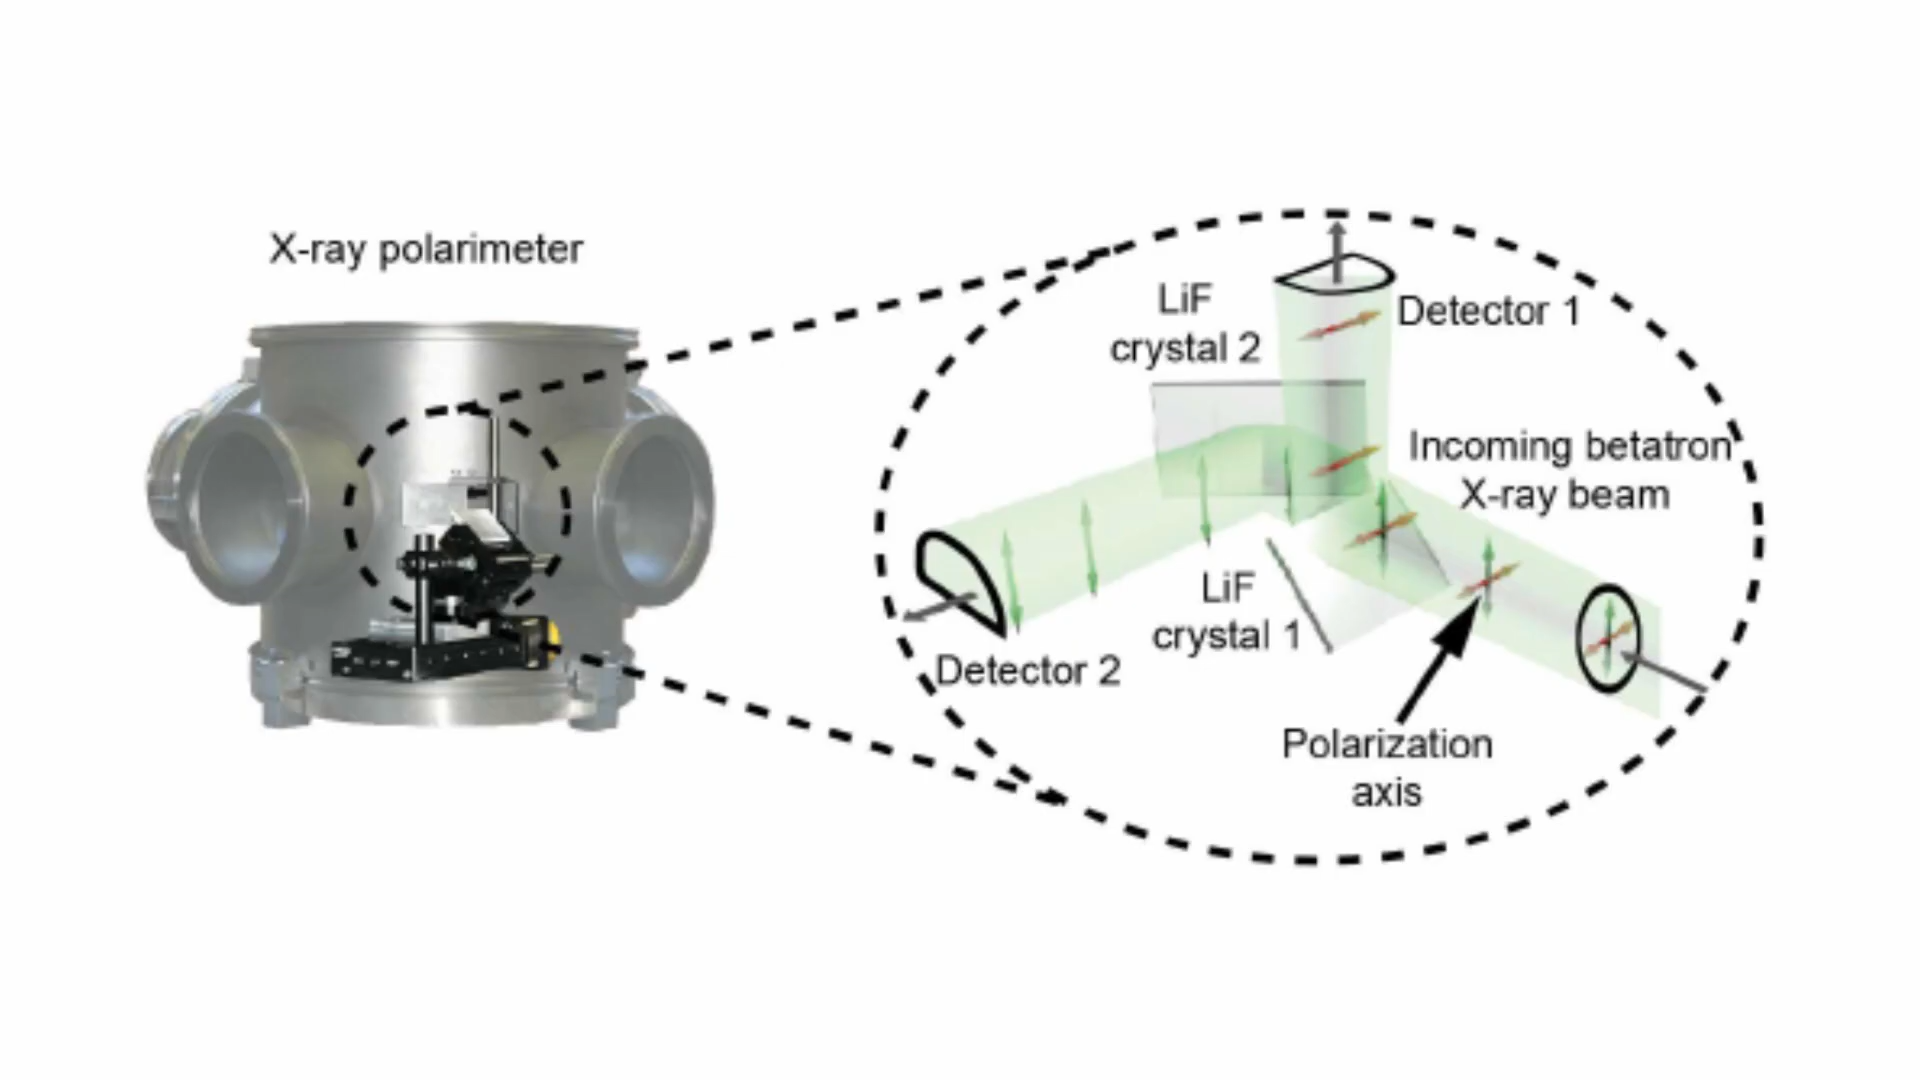 X-ray polarimeter
LiF
crystal 2
Detector 1
Incoming betatron
X-ray beam
LiF
crystal 1
Detector 2
Polarization
axis